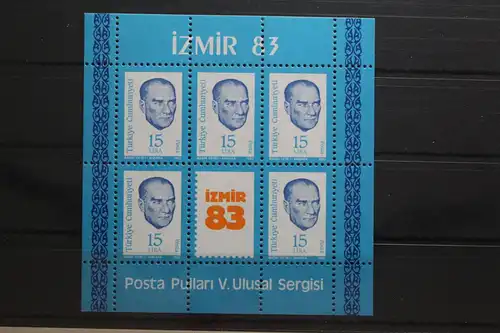 İZMİR 83
Türkiye Cumhuriyeti
15
LİRA
Türkiye Cumhuriyeti
15
LİRA
Türkiye Cumhuriyeti
15
LİRA
Türkiye Cumhuriyeti
15
LİRA
İZMİR
83
Türkiye Cumhuriyeti
15
LİRA
Posta Pulları V. Ulusal Sergisi